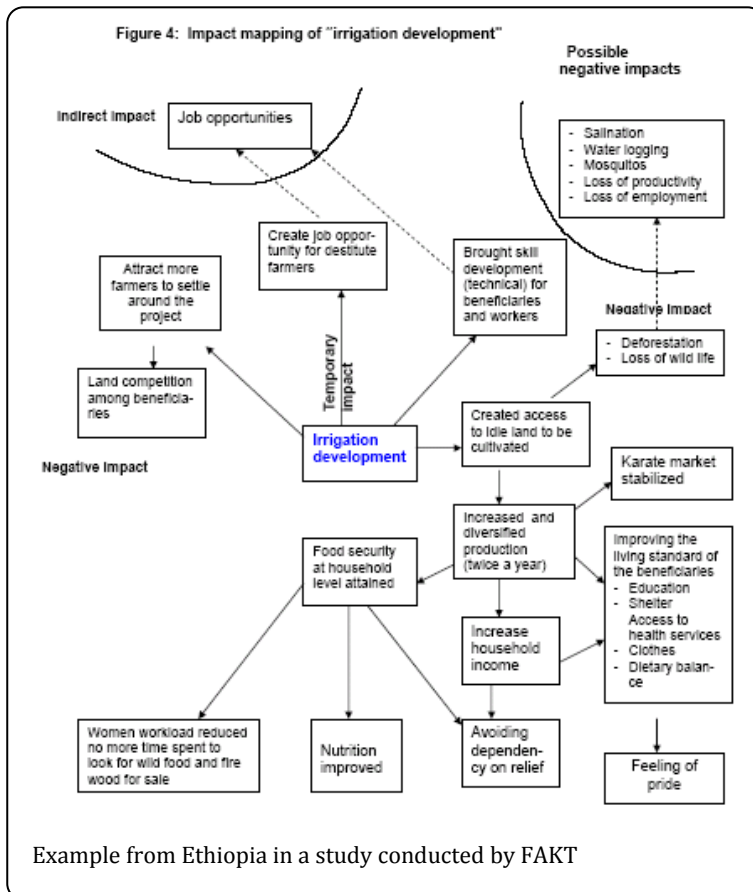 Figure 4: Impact mapping of "irrigation development"
Possible
negative impacts
Indirect impact
Job opportunities
- Salination
- Water logging
- Mosquitos
- Loss of productivity
- Loss of employment
Create job oppor-
tunity for destitute
farmers
Brought skill
development
(technical) for
beneficiaries
and workers
Attract more
farmers to settle
around the
project
Negative impact
- Deforestation
- Loss of wild life
Land competition
among beneficia-
ries
Temporary
impact
Created access
to idle land to be
cultivated
Irrigation
development
Negative impact
Karate market
stabilized
Increased and
diversified
production
(twice a year)
Food security
at household
level attained
Improving the
living standard of
the beneficiaries
- Education
- Shelter
Access to
health services
- Clothes
- Dietary balan-
ce
Increase
household
income
Women workload reduced
no more time spent to
look for wild food and fire
wood for sale
Nutrition
improved
Avoiding
dependen-
cy on relief
Feeling of
pride
Example from Ethiopia in a study conducted by FAKT